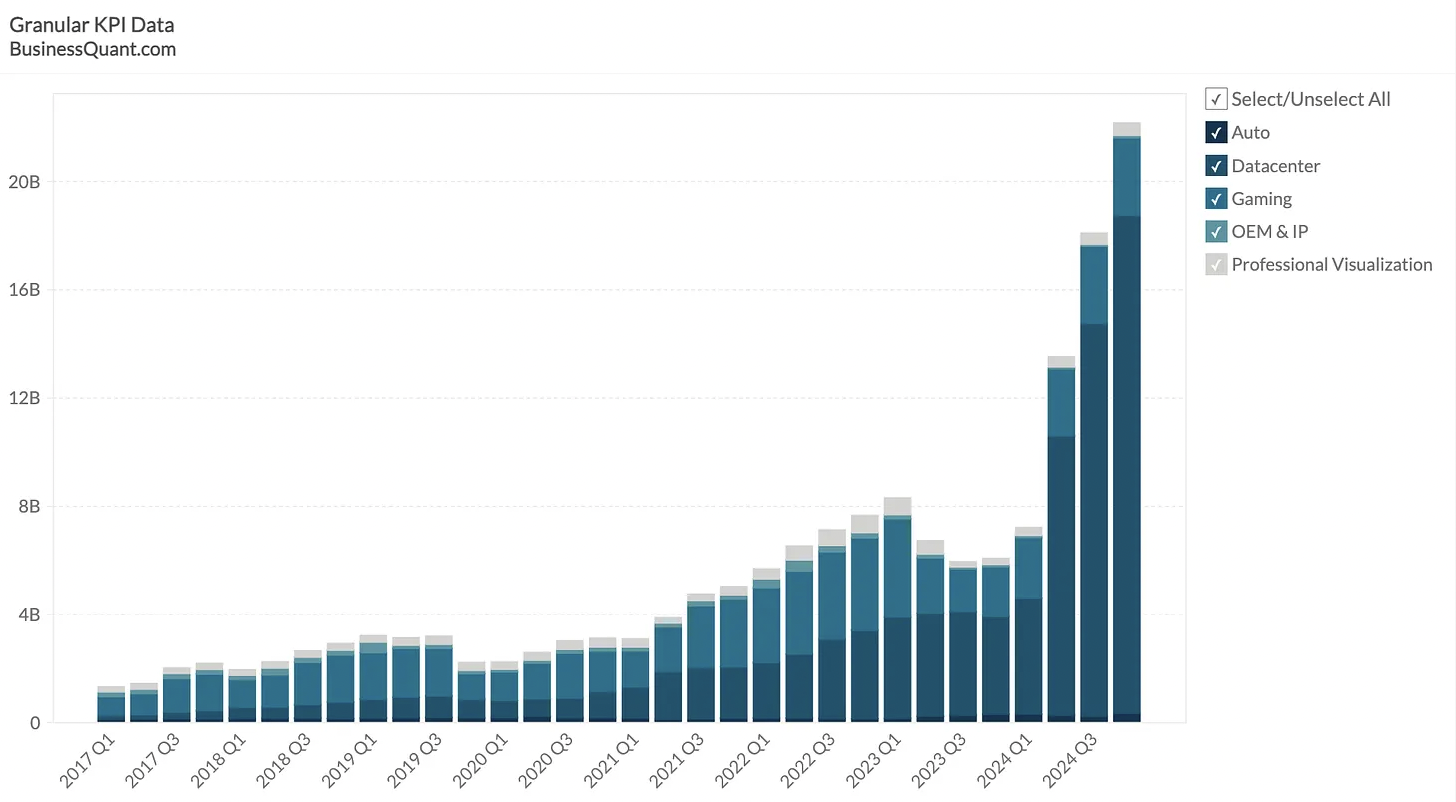 Granular KPI Data
BusinessQuant.com
Select/Unselect All
Auto
Datacenter
Gaming
OEM & IP
Professional Visualization
20B
16B
12B
8B
4B
0
2017 Q1
2017 Q3
2018 Q1
2018 Q3
2019 Q1
2019 Q3
2020 Q1
2020 Q3
2021 Q1
2021 Q3
2022 Q1
2022 Q3
2023 Q1
2023 Q3
2024 Q1
2024 Q3